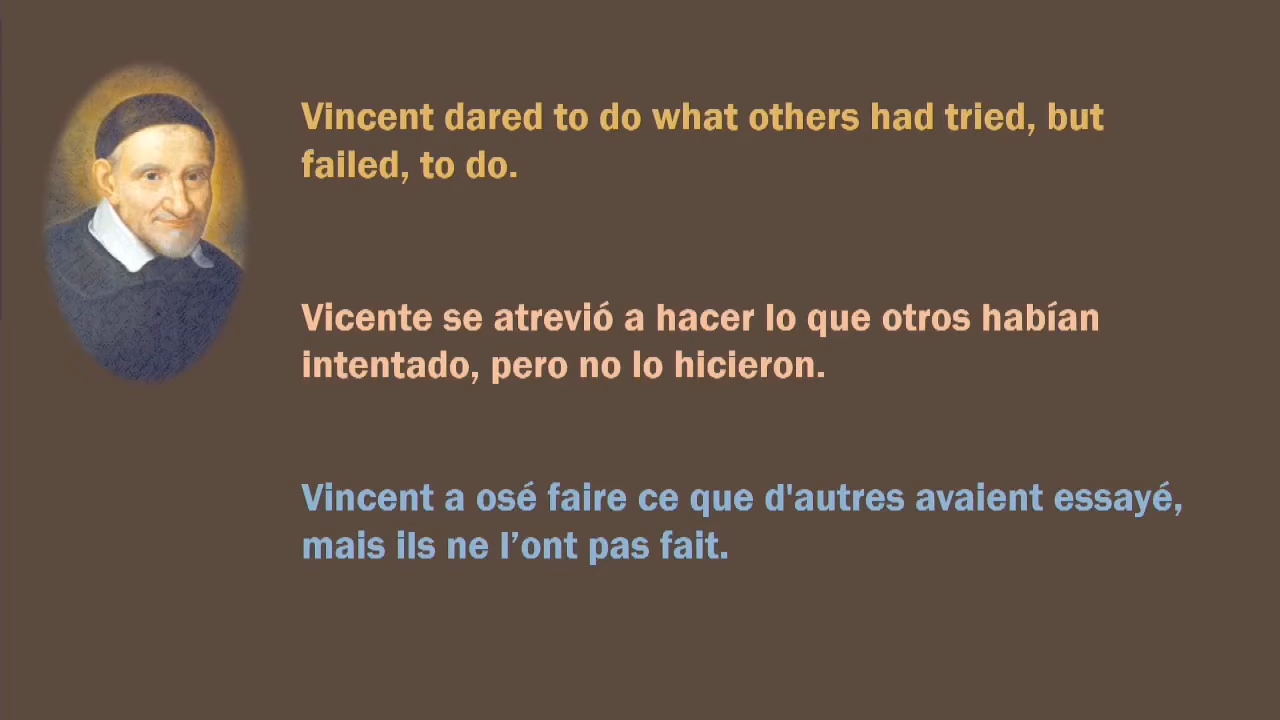 Vincent dared to do what others had tried, but
failed, to do.
Vicente se atrevió a hacer lo que otros habían
intentado, pero no lo hicieron.
Vincent a osé faire ce que d'autres avaient essayé,
mais ils ne l’ont pas fait.